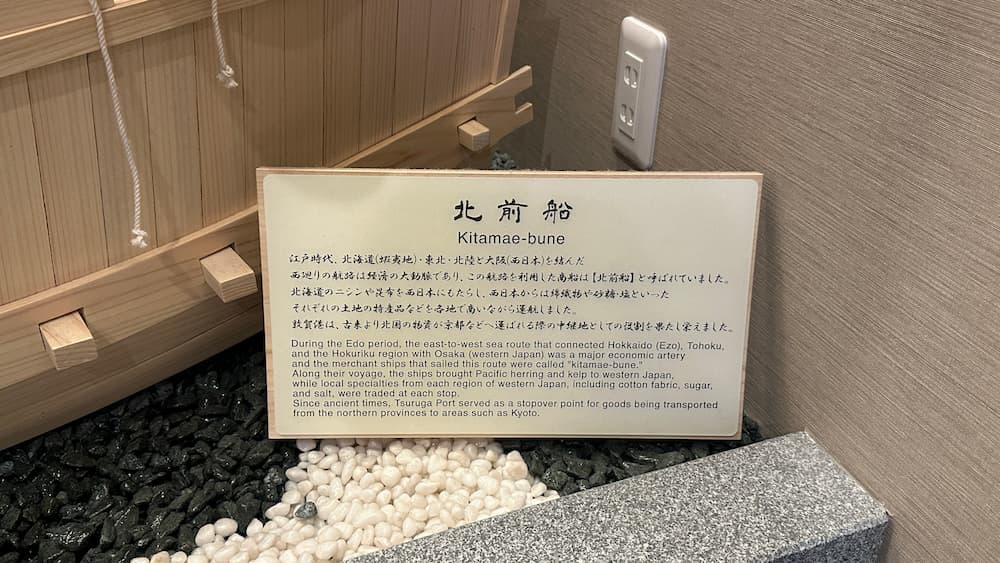 北前船
Kitamae-bune
江戸時代、北海道(蝦夷地)・東北・北陸と大阪(西日本)を結んだ
西廻りの航路は経済の大動脈であり、この航路を利用した商船は【北前船】と呼ばれていました。
北海道のニシンや昆布を西日本にもたらし、西日本からは綿織物や砂糖・塩といった
それぞれの土地の特産品などを各地で商いながら運航しました。
敦賀港は、古来より北国の物資が京都などへ運ばれる際の中継地としての役割を果たし栄えました。
During the Edo period, the east-to-west sea route that connected Hokkaido (Ezo), Tohoku,
and the Hokuriku region with Osaka (western Japan) was a major economic artery
and the merchant ships that sailed this route were called "kitamae-bune."
Along their voyage, the ships brought Pacific herring and kelp to western Japan,
while local specialties from each region of western Japan, including cotton fabric, sugar,
and salt, were traded at each stop.
Since ancient times, Tsuruga Port served as a stopover point for goods being transported
from the northern provinces to areas such as Kyoto.